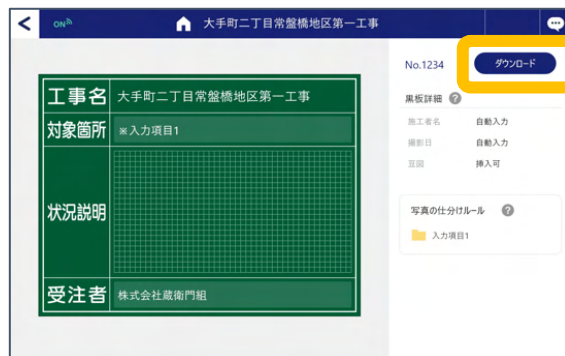 ON
大手町二丁目常盤橋地区第一工事
No.1234
ダウンロード
工事名 大手町二丁目常盤橋地区第一工事
対象箇所 ※入力項目1
状況説明
受注者 株式会社蔵衛門組
黒板詳細 ?
施工者名 自動入力
撮影日 自動入力
豆図 挿入可
写真の仕分けルール ?
入力項目1